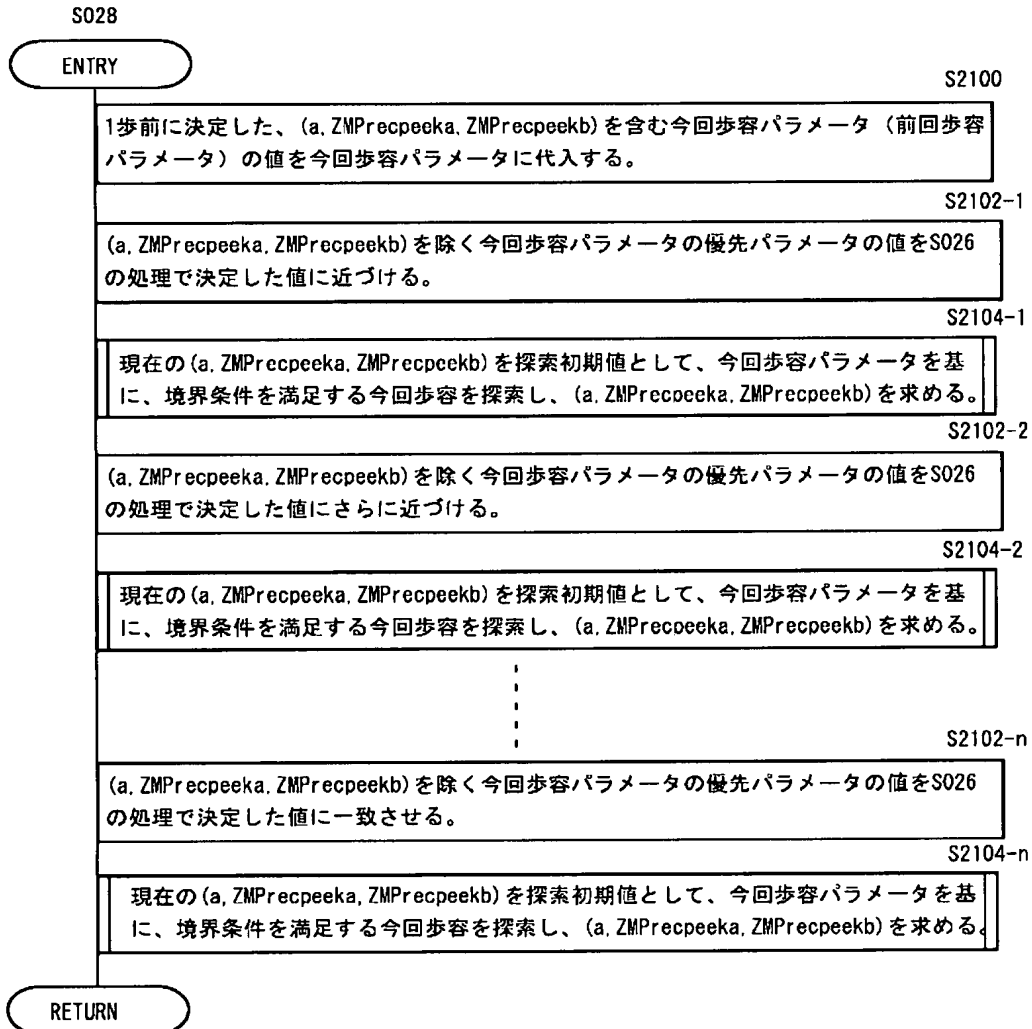 S028
ENTRY
S2100
1歩前に決定した、(a,ZMPrecpeeka,ZMPrecpeekb)を含む今回歩容パラメータ（前回歩容
パラメータ）の値を今回歩容パラメータに代入する。
S2102-1
(a,ZMPrecpeeka,ZMPrecpeekb)を除く今回歩容パラメータの優先パラメータの値をS026
の処理で決定した値に近づける。
S2104-1
現在の(a,ZMPrecpeeka,ZMPrecpeekb)を探索初期値として、今回歩容パラメータを基
に、境界条件を満足する今回歩容を探索し、(a,ZMPrecpeeka,ZMPrecpeekb)を求める。
S2102-2
(a,ZMPrecpeeka,ZMPrecpeekb)を除く今回歩容パラメータの優先パラメータの値をS026
の処理で決定した値にさらに近づける。
S2104-2
現在の(a,ZMPrecpeeka,ZMPrecpeekb)を探索初期値として、今回歩容パラメータを基
に、境界条件を満足する今回歩容を探索し、(a,ZMPrecpeeka,ZMPrecpeekb)を求める。
S2102-n
(a,ZMPrecpeeka,ZMPrecpeekb)を除く今回歩容パラメータの優先パラメータの値をS026
の処理で決定した値に一致させる。
S2104-n
現在の(a,ZMPrecpeeka,ZMPrecpeekb)を探索初期値として、今回歩容パラメータを基
に、境界条件を満足する今回歩容を探索し、(a,ZMPrecpeeka,ZMPrecpeekb)を求める。
RETURN